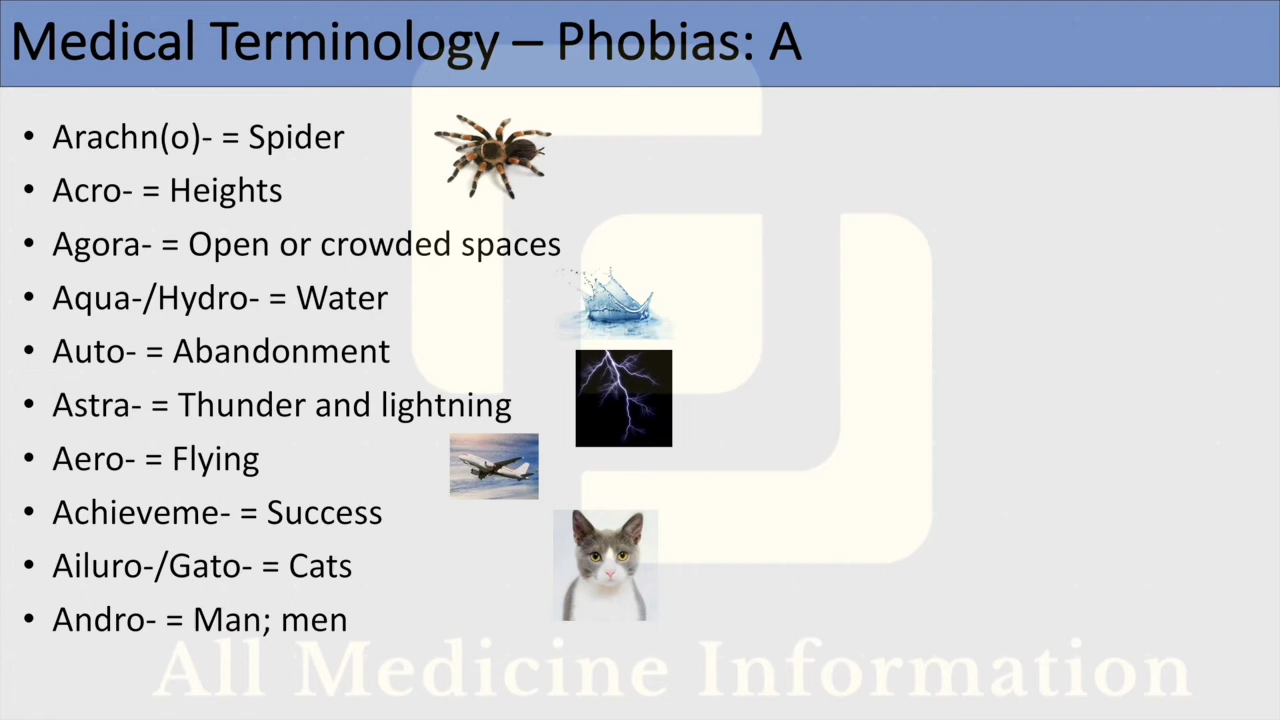 Medical Terminology – Phobias: A
• Arachn(o)- = Spider
• Acro- = Heights
• Agora- = Open or crowded spaces
• Aqua-/Hydro- = Water
• Auto- = Abandonment
• Astra- = Thunder and lightning
• Aero- = Flying
• Achieveme- = Success
• Ailuro-/Gato- = Cats
• Andro- = Man; men
All Medicine Information